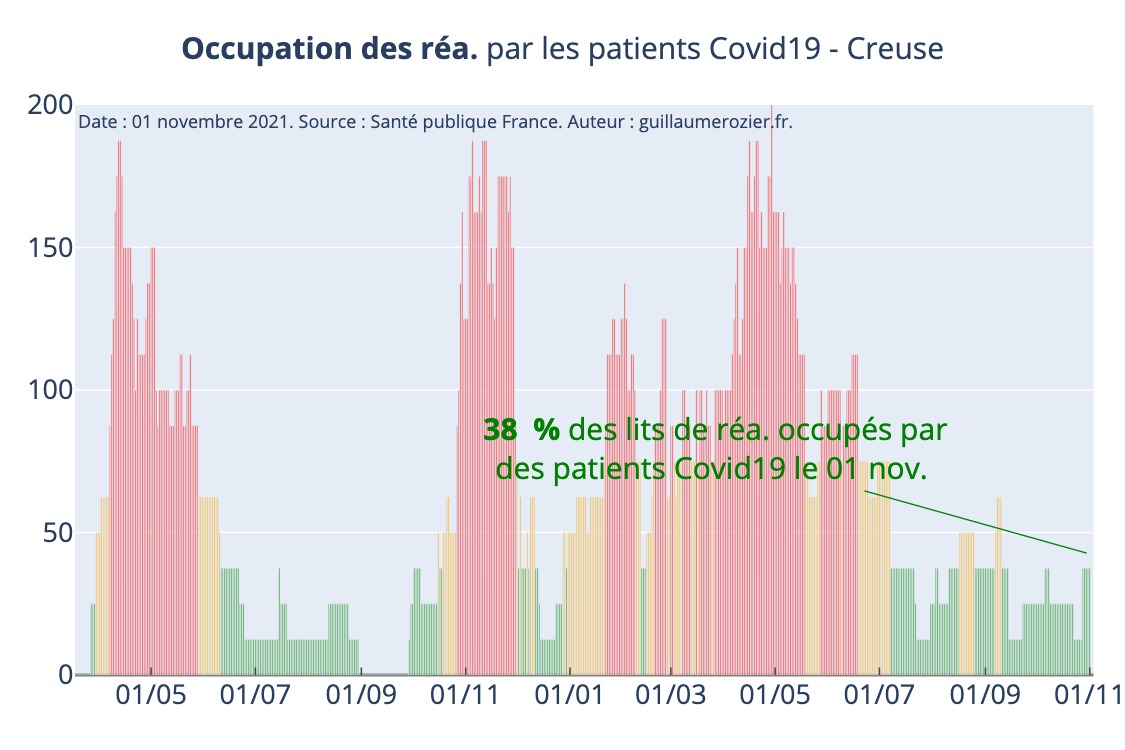 Occupation des réa. par les patients Covid19 - Creuse
200
Date : 01 novembre 2021. Source : Santé publique France. Auteur : guillaumerozier.fr.
150
100
38 % des lits de réa. occupés par
des patients Covid19 le 01 nov.
50
0
01/05 01/07 01/09 01/11 01/01 01/03 01/05 01/07 01/09 01/11